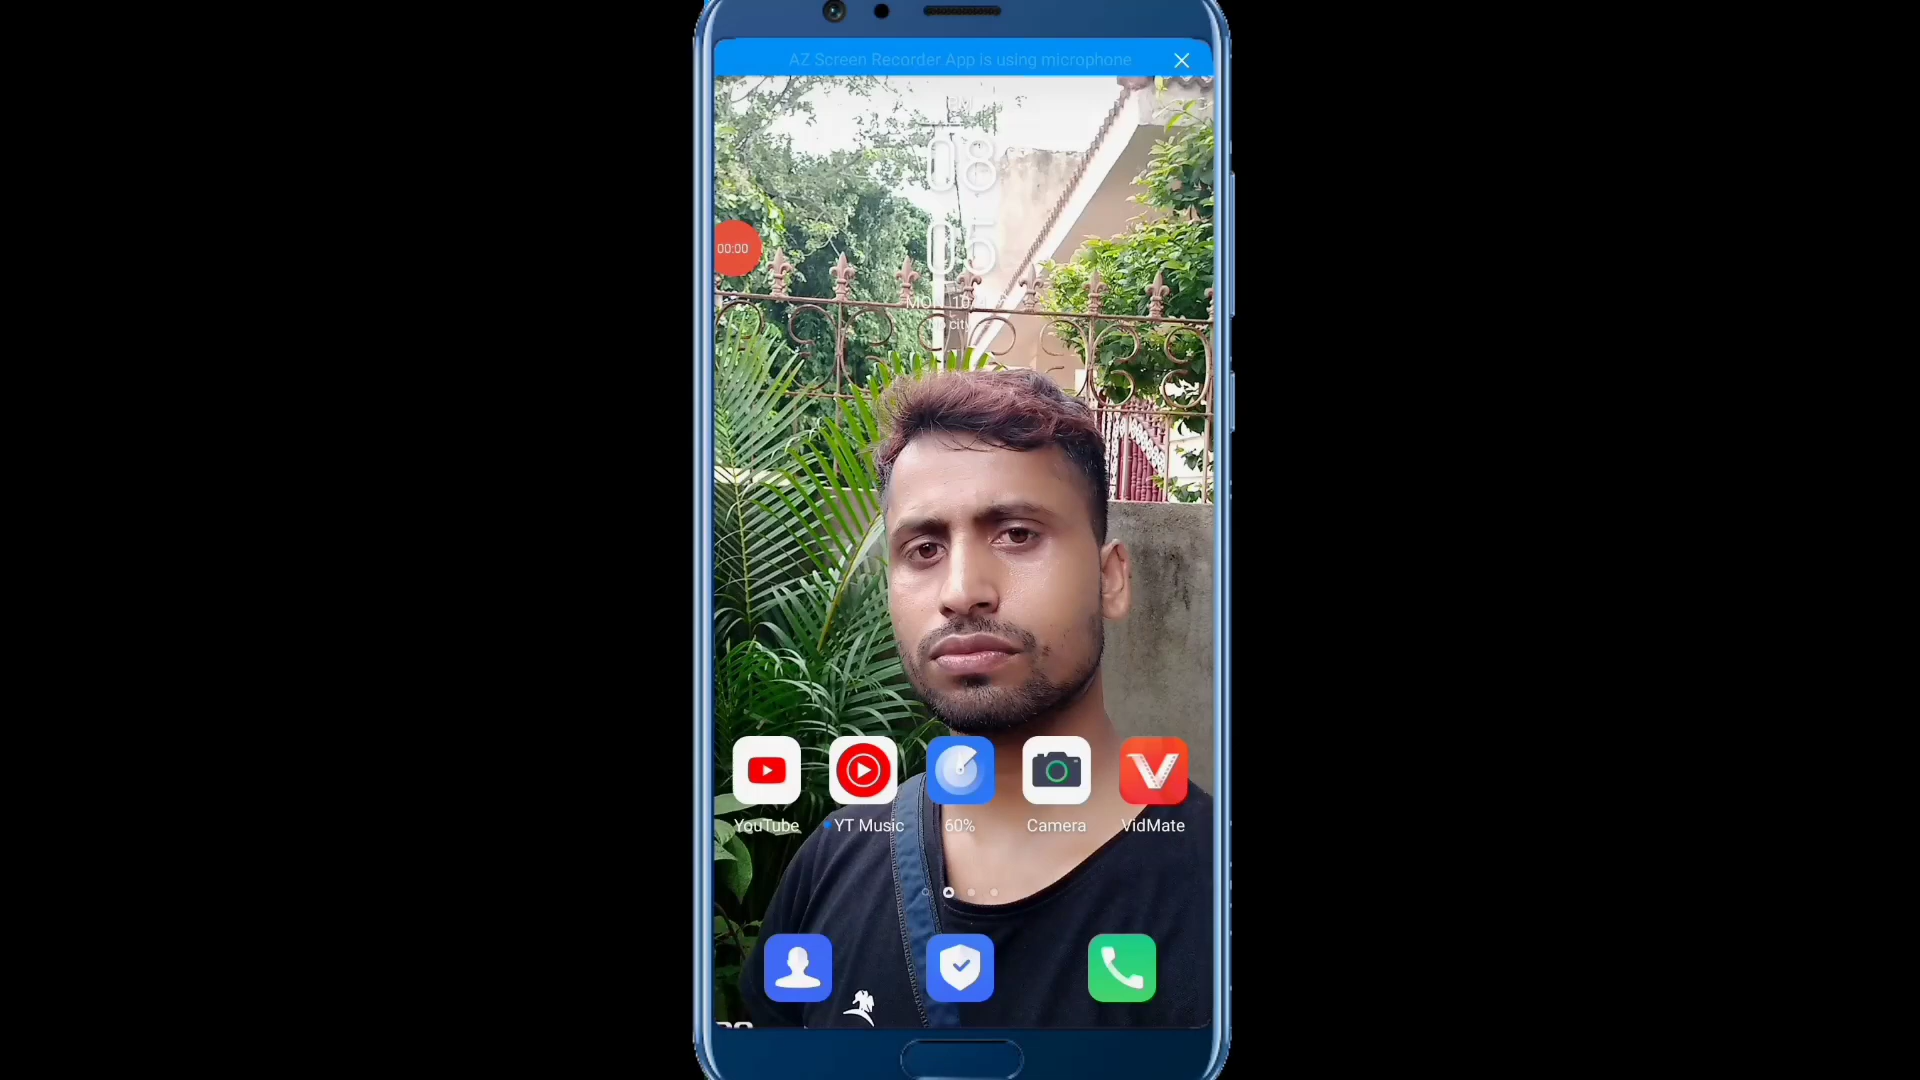 AZ Screen Recorder App is using microphone
08
05
00:00
YouTube
YT Music
60%
Camera
VidMate